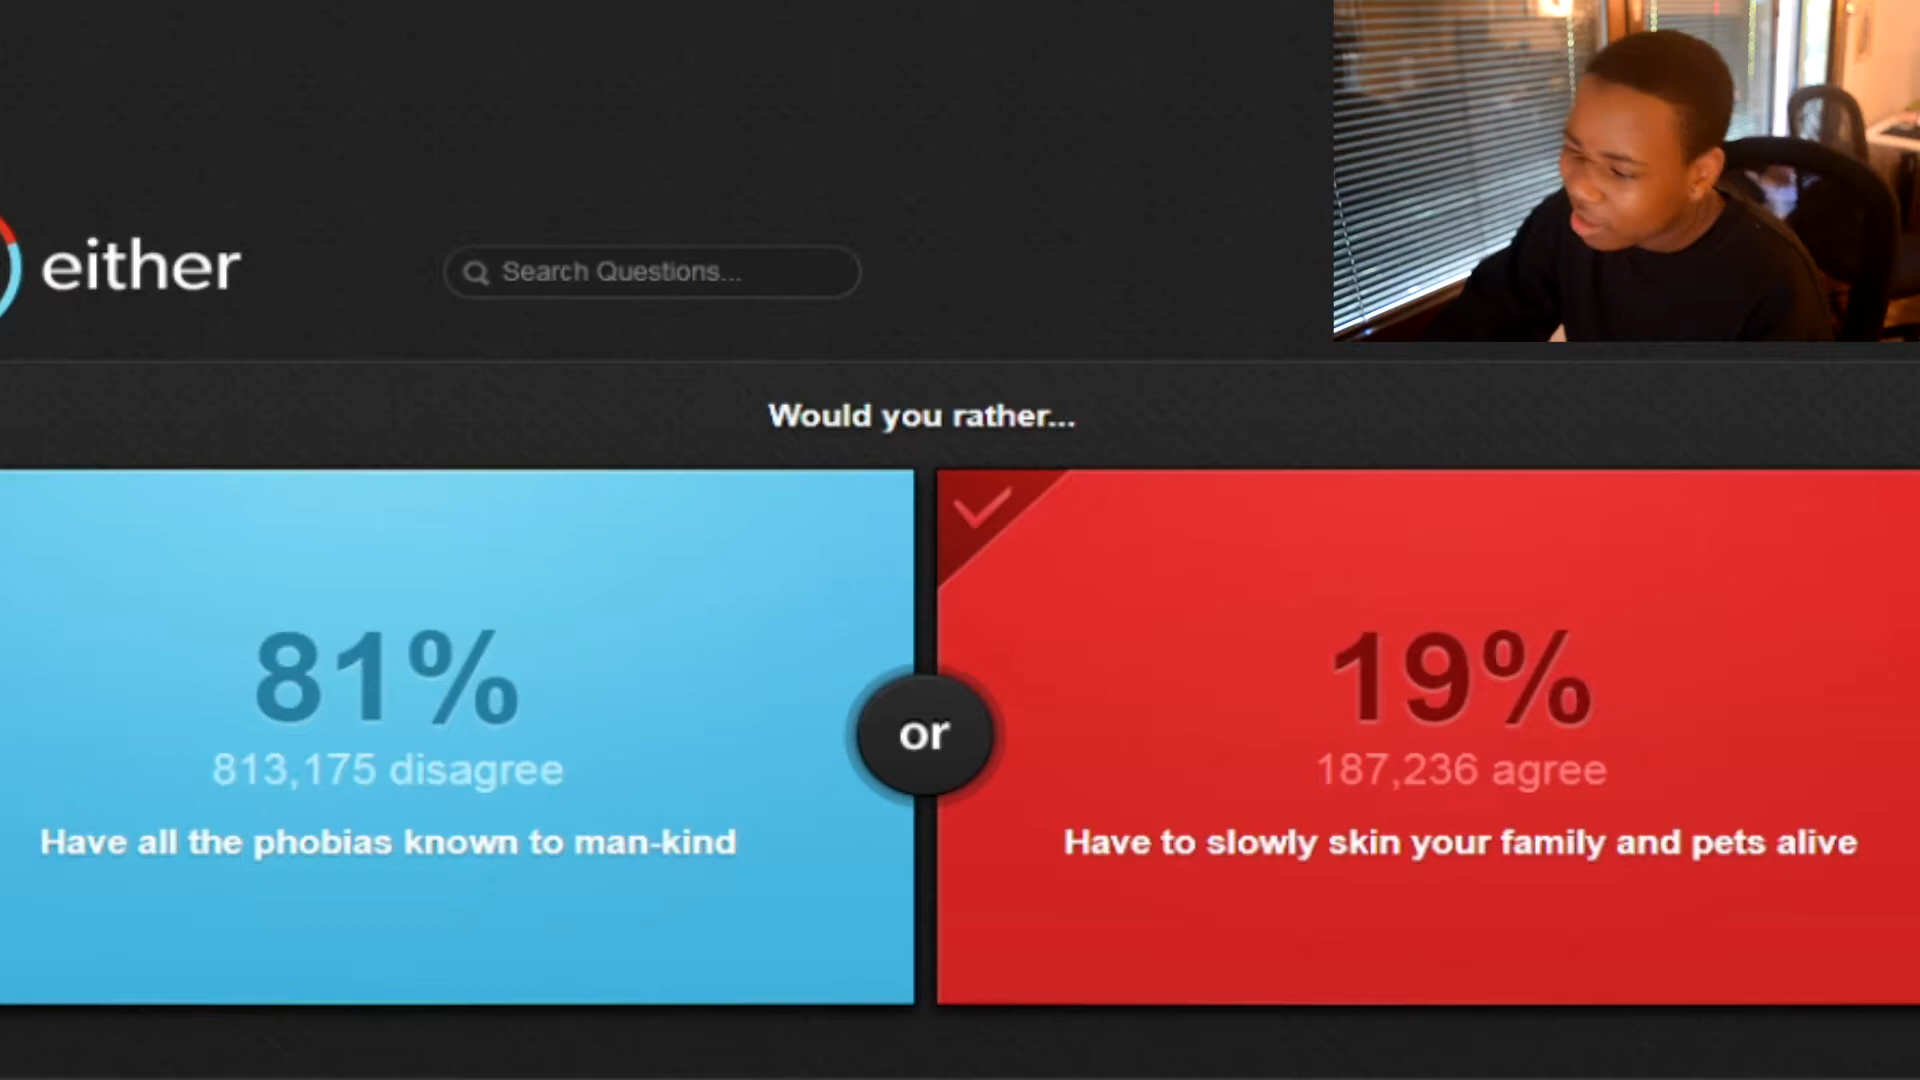 either
Search Questions...
Would you rather...
81%
813,175 disagree
Have all the phobias known to man-kind
or
19%
187,236 agree
Have to slowly skin your family and pets alive